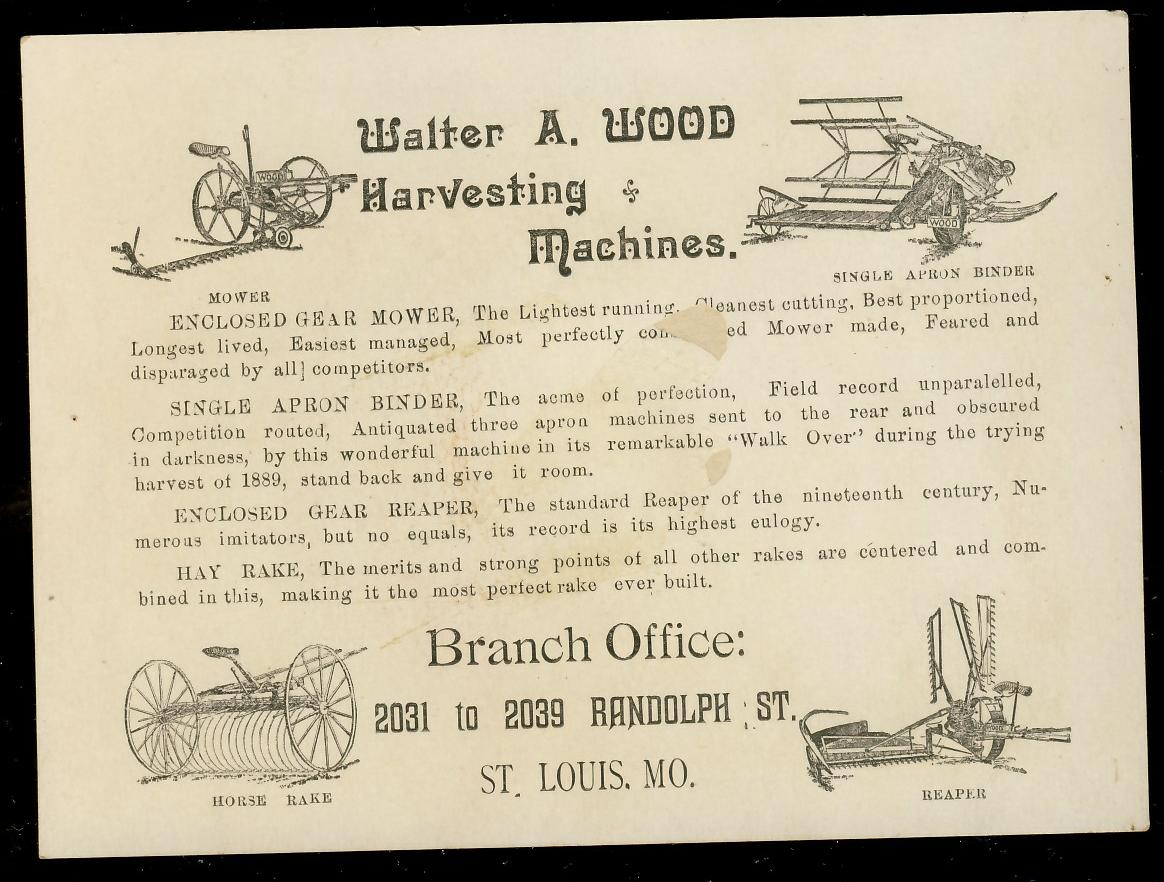 Walter A. WOOD
Harvesting &
Machines.
WOOD
WOOD
MOWER
SINGLE APRON BINDER
ENCLOSED GEAR MOWER, The Lightest running, Cleanest cutting, Best proportioned,
Longest lived, Easiest managed, Most perfectly Mower made, Feared and
disparaged by all] competitors.
SINGLE APRON BINDER, The acme of perfection, Field record unparalelled,
Competition routed, Antiquated three apron machines sent to the rear and obscured
in darkness, by this wonderful machine in its remarkable "Walk Over" during the trying
harvest of 1889, stand back and give it room.
ENCLOSED GEAR REAPER, The standard Reaper of the nineteenth century, Nu-
merous imitators, but no equals, its record is its highest eulogy.
HAY RAKE, The merits and strong points of all other rakes are centered and com-
bined in this, making it the most perfect rake ever built.
Branch Office:
2031 to 2039 RANDOLPH ST.
ST. LOUIS. MO.
HORSE RAKE
REAPER